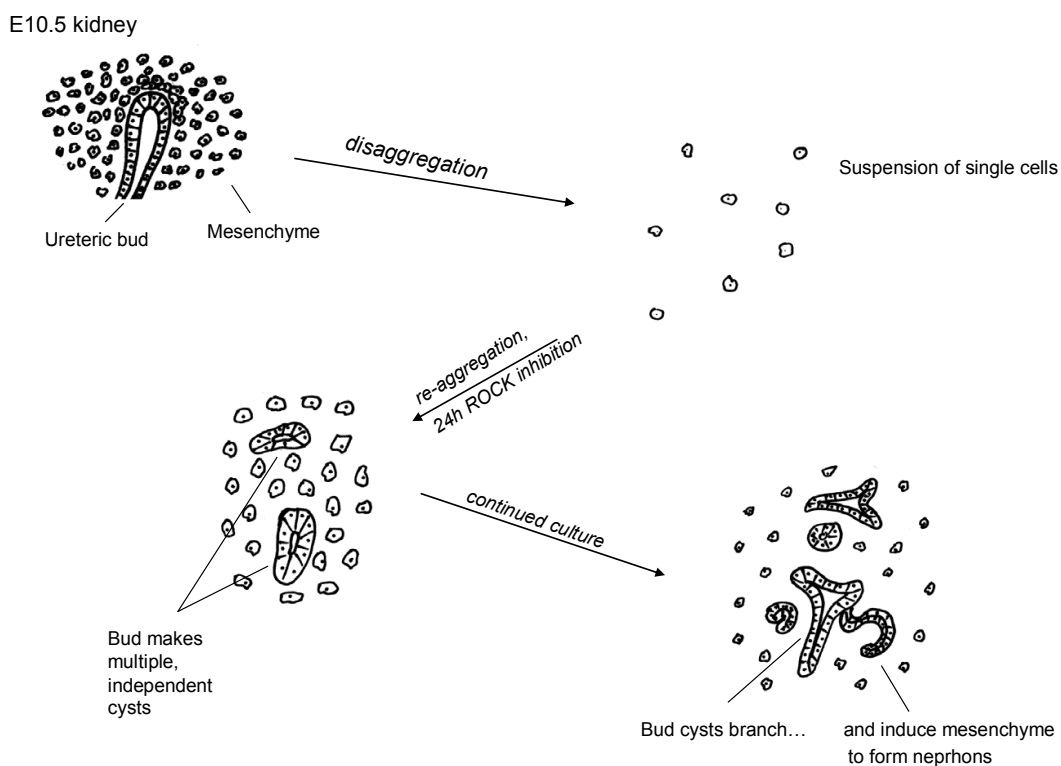 E10.5 kidney
disaggregation
Suspension of single cells
Ureteric bud
Mesenchyme
re-aggregation,
24h ROCK inhibition
continued culture
Bud makes
multiple,
independent
cysts
Bud cysts branch...
and induce mesenchyme
to form neprhons